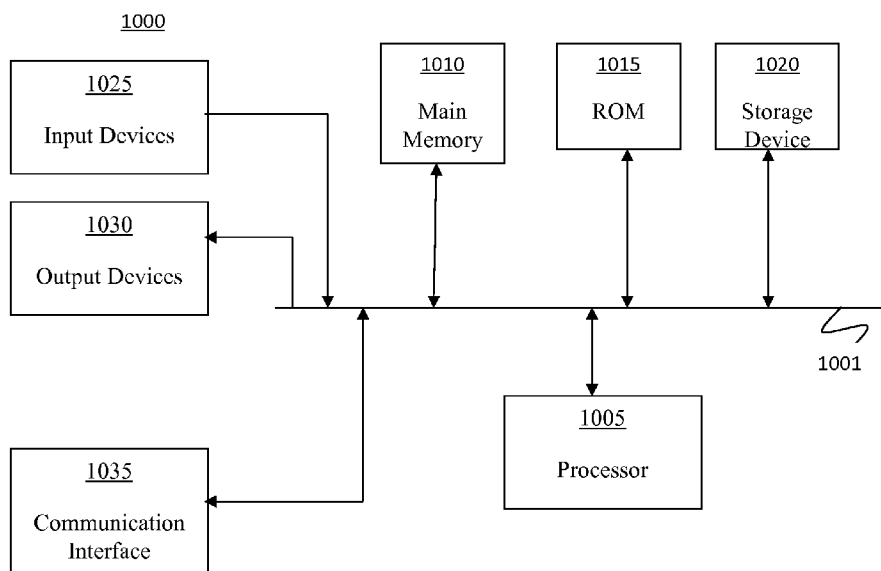 1000
1025
Input Devices
1010
Main
Memory
1015
ROM
1020
Storage
Device
1030
Output Devices
1001
1005
Processor
1035
Communication
Interface